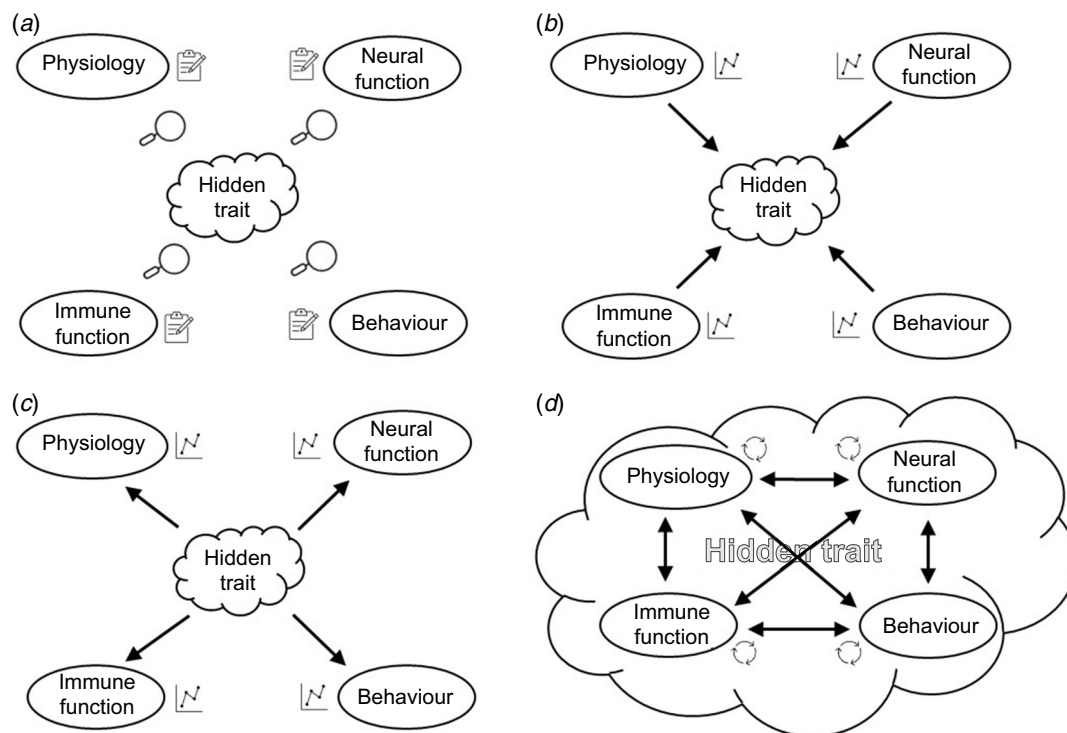 (a)
Physiology
Neural
function
Hidden
trait
Immune
function
Behaviour
(b)
Physiology
Neural
function
Hidden
trait
Immune
function
Behaviour
(c)
Physiology
Neural
function
Hidden
trait
Immune
function
Behaviour
(d)
Physiology
Neural
function
Hidden trait
Immune
function
Behaviour